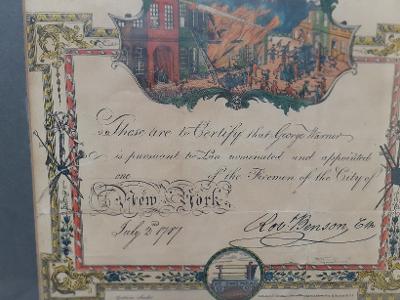 These are to Certify that George Warner
is pursuant to Law nominated and appointed
one of the Firemen of the City of
New York
July 2d 1787 Robt Benson, Clk